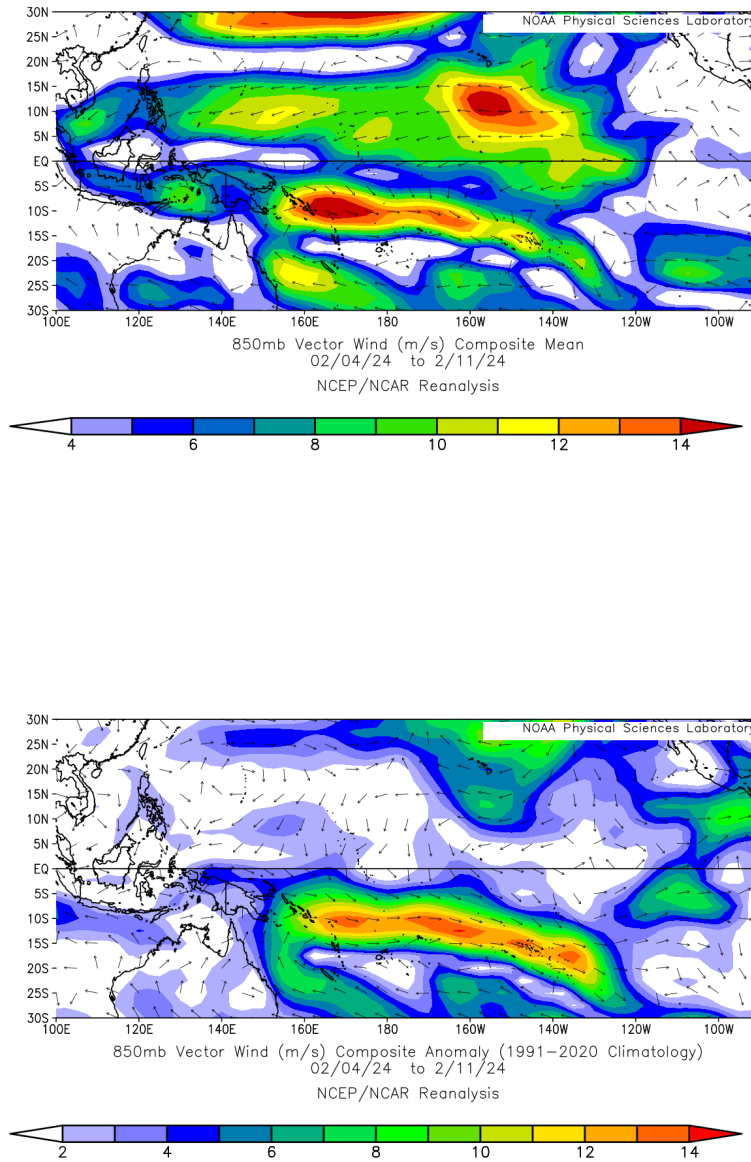 30N
NOAA Physical Sciences Laboratory
25N
20N
15N
10N
5N
EQ
5S
10S
15S
20S
25S
30S
100E 120E 140E 160E 180 160W 140W 120W 100W
850mb Vector Wind (m/s) Composite Mean
02/04/24 to 2/11/24
NCEP/NCAR Reanalysis
4 6 8 10 12 14
30N
NOAA Physical Sciences Laboratory
25N
20N
15N
10N
5N
EQ
5S
10S
15S
20S
25S
30S
100E 120E 140E 160E 180 160W 140W 120W 100W
850mb Vector Wind (m/s) Composite Anomaly (1991-2020 Climatology)
02/04/24 to 2/11/24
NCEP/NCAR Reanalysis
2 4 6 8 10 12 14